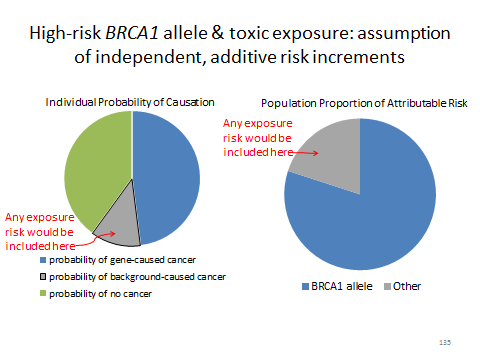 High-risk BRCA1 allele & toxic exposure: assumption
of independent, additive risk increments
Individual Probability of Causation
Any exposure
risk would be
included here
probability of gene-caused cancer
probability of background-caused cancer
probability of no cancer
Population Proportion of Attributable Risk
Any exposure
risk would be
included here
BRCA1 allele
Other
135